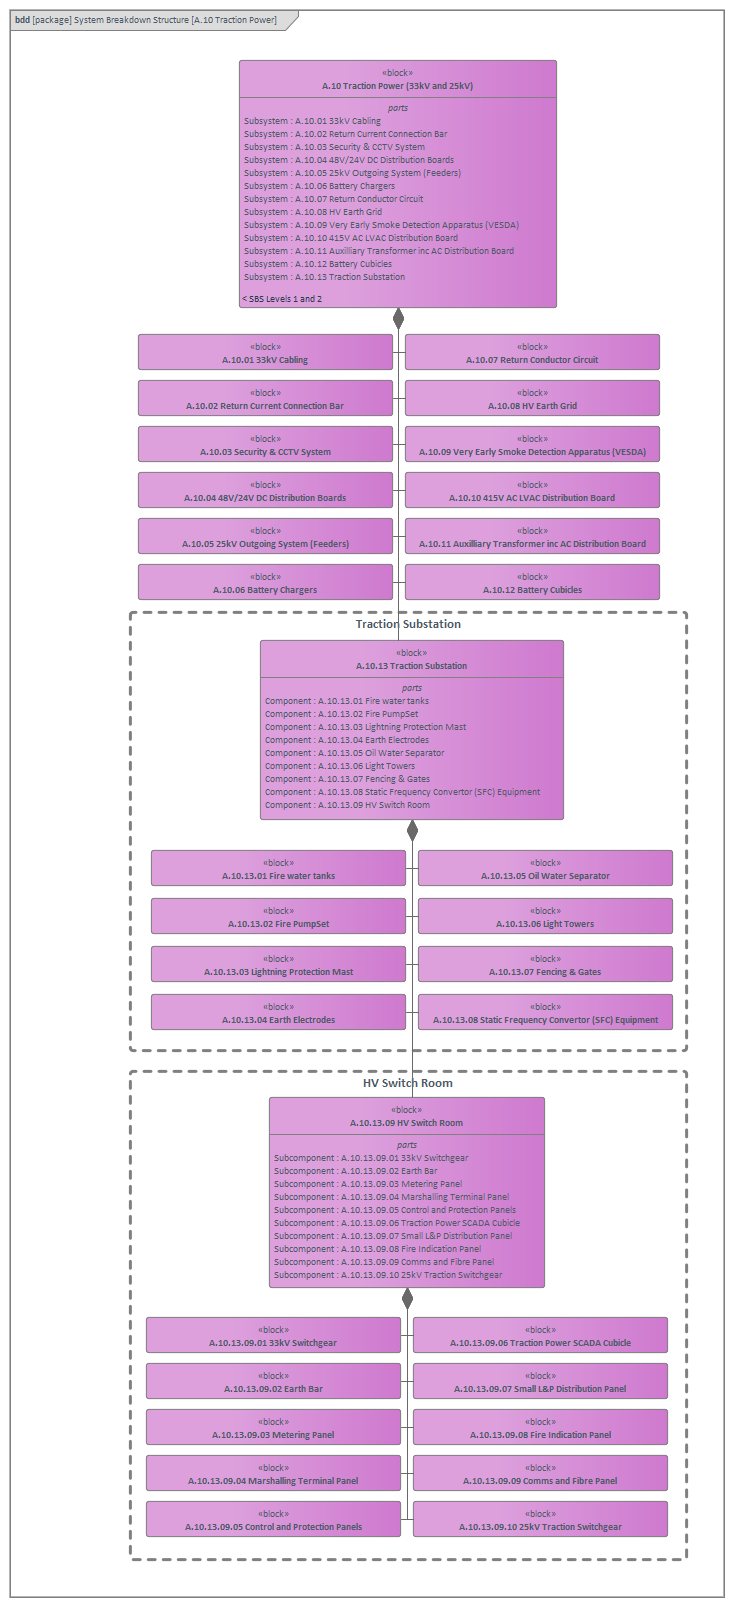 bdd [package] System Breakdown Structure [A.10 Traction Power]
«block»
A.10 Traction Power (33kV and 25kV)
parts
Subsystem : A.10.01 33kV Cabling
Subsystem : A.10.02 Return Current Connection Bar
Subsystem : A.10.03 Security & CCTV System
Subsystem : A.10.04 48V/24V DC Distribution Boards
Subsystem : A.10.05 25kV Outgoing System (Feeders)
Subsystem : A.10.06 Battery Chargers
Subsystem : A.10.07 Return Conductor Circuit
Subsystem : A.10.08 HV Earth Grid
Subsystem : A.10.09 Very Early Smoke Detection Apparatus (VESDA)
Subsystem : A.10.10 415V AC LVAC Distribution Board
Subsystem : A.10.11 Auxilliary Transformer inc AC Distribution Board
Subsystem : A.10.12 Battery Cubicles
Subsystem : A.10.13 Traction Substation
< SBS Levels 1 and 2
«block»
A.10.01 33kV Cabling
«block»
A.10.07 Return Conductor Circuit
«block»
A.10.02 Return Current Connection Bar
«block»
A.10.08 HV Earth Grid
«block»
A.10.03 Security & CCTV System
«block»
A.10.09 Very Early Smoke Detection Apparatus (VESDA)
«block»
A.10.04 48V/24V DC Distribution Boards
«block»
A.10.10 415V AC LVAC Distribution Board
«block»
A.10.05 25kV Outgoing System (Feeders)
«block»
A.10.11 Auxilliary Transformer inc AC Distribution Board
«block»
A.10.06 Battery Chargers
«block»
A.10.12 Battery Cubicles
Traction Substation
«block»
A.10.13 Traction Substation
parts
Component : A.10.13.01 Fire water tanks
Component : A.10.13.02 Fire PumpSet
Component : A.10.13.03 Lightning Protection Mast
Component : A.10.13.04 Earth Electrodes
Component : A.10.13.05 Oil Water Separator
Component : A.10.13.06 Light Towers
Component : A.10.13.07 Fencing & Gates
Component : A.10.13.08 Static Frequency Convertor (SFC) Equipment
Component : A.10.13.09 HV Switch Room
«block»
A.10.13.01 Fire water tanks
«block»
A.10.13.05 Oil Water Separator
«block»
A.10.13.02 Fire PumpSet
«block»
A.10.13.06 Light Towers
«block»
A.10.13.03 Lightning Protection Mast
«block»
A.10.13.07 Fencing & Gates
«block»
A.10.13.04 Earth Electrodes
«block»
A.10.13.08 Static Frequency Convertor (SFC) Equipment
HV Switch Room
«block»
A.10.13.09 HV Switch Room
parts
Subcomponent : A.10.13.09.01 33kV Switchgear
Subcomponent : A.10.13.09.02 Earth Bar
Subcomponent : A.10.13.09.03 Metering Panel
Subcomponent : A.10.13.09.04 Marshalling Terminal Panel
Subcomponent : A.10.13.09.05 Control and Protection Panels
Subcomponent : A.10.13.09.06 Traction Power SCADA Cubicle
Subcomponent : A.10.13.09.07 Small L&P Distribution Panel
Subcomponent : A.10.13.09.08 Fire Indication Panel
Subcomponent : A.10.13.09.09 Comms and Fibre Panel
Subcomponent : A.10.13.09.10 25kV Traction Switchgear
«block»
A.10.13.09.01 33kV Switchgear
«block»
A.10.13.09.06 Traction Power SCADA Cubicle
«block»
A.10.13.09.02 Earth Bar
«block»
A.10.13.09.07 Small L&P Distribution Panel
«block»
A.10.13.09.03 Metering Panel
«block»
A.10.13.09.08 Fire Indication Panel
«block»
A.10.13.09.04 Marshalling Terminal Panel
«block»
A.10.13.09.09 Comms and Fibre Panel
«block»
A.10.13.09.05 Control and Protection Panels
«block»
A.10.13.09.10 25kV Traction Switchgear